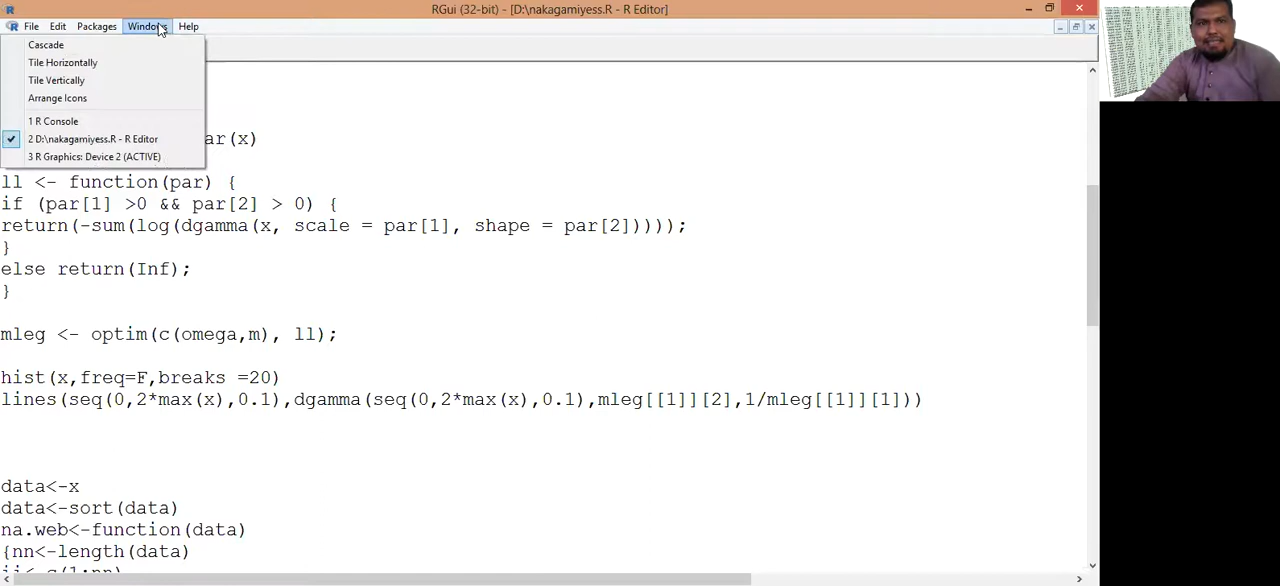 RGui (32-bit) - [D:\nakagamiyess.R - R Editor]
File Edit Packages Windows Help
Cascade
Tile Horizontally
Tile Vertically
Arrange Icons
1 R Console
2 D:\nakagamiyess.R - R Editor
3 R Graphics: Device 2 (ACTIVE)
ar(x)
ll <- function(par) {
if (par[1] >0 && par[2] > 0) {
return(-sum(log(dgamma(x, scale = par[1], shape = par[2]))));
}
else return(Inf);
}
mleg <- optim(c(omega,m), ll);
hist(x,freq=F,breaks =20)
lines(seq(0,2*max(x),0.1),dgamma(seq(0,2*max(x),0.1),mleg[[1]][2],1/mleg[[1]][1]))
data<-x
data<-sort(data)
na.web<-function(data)
{nn<-length(data)